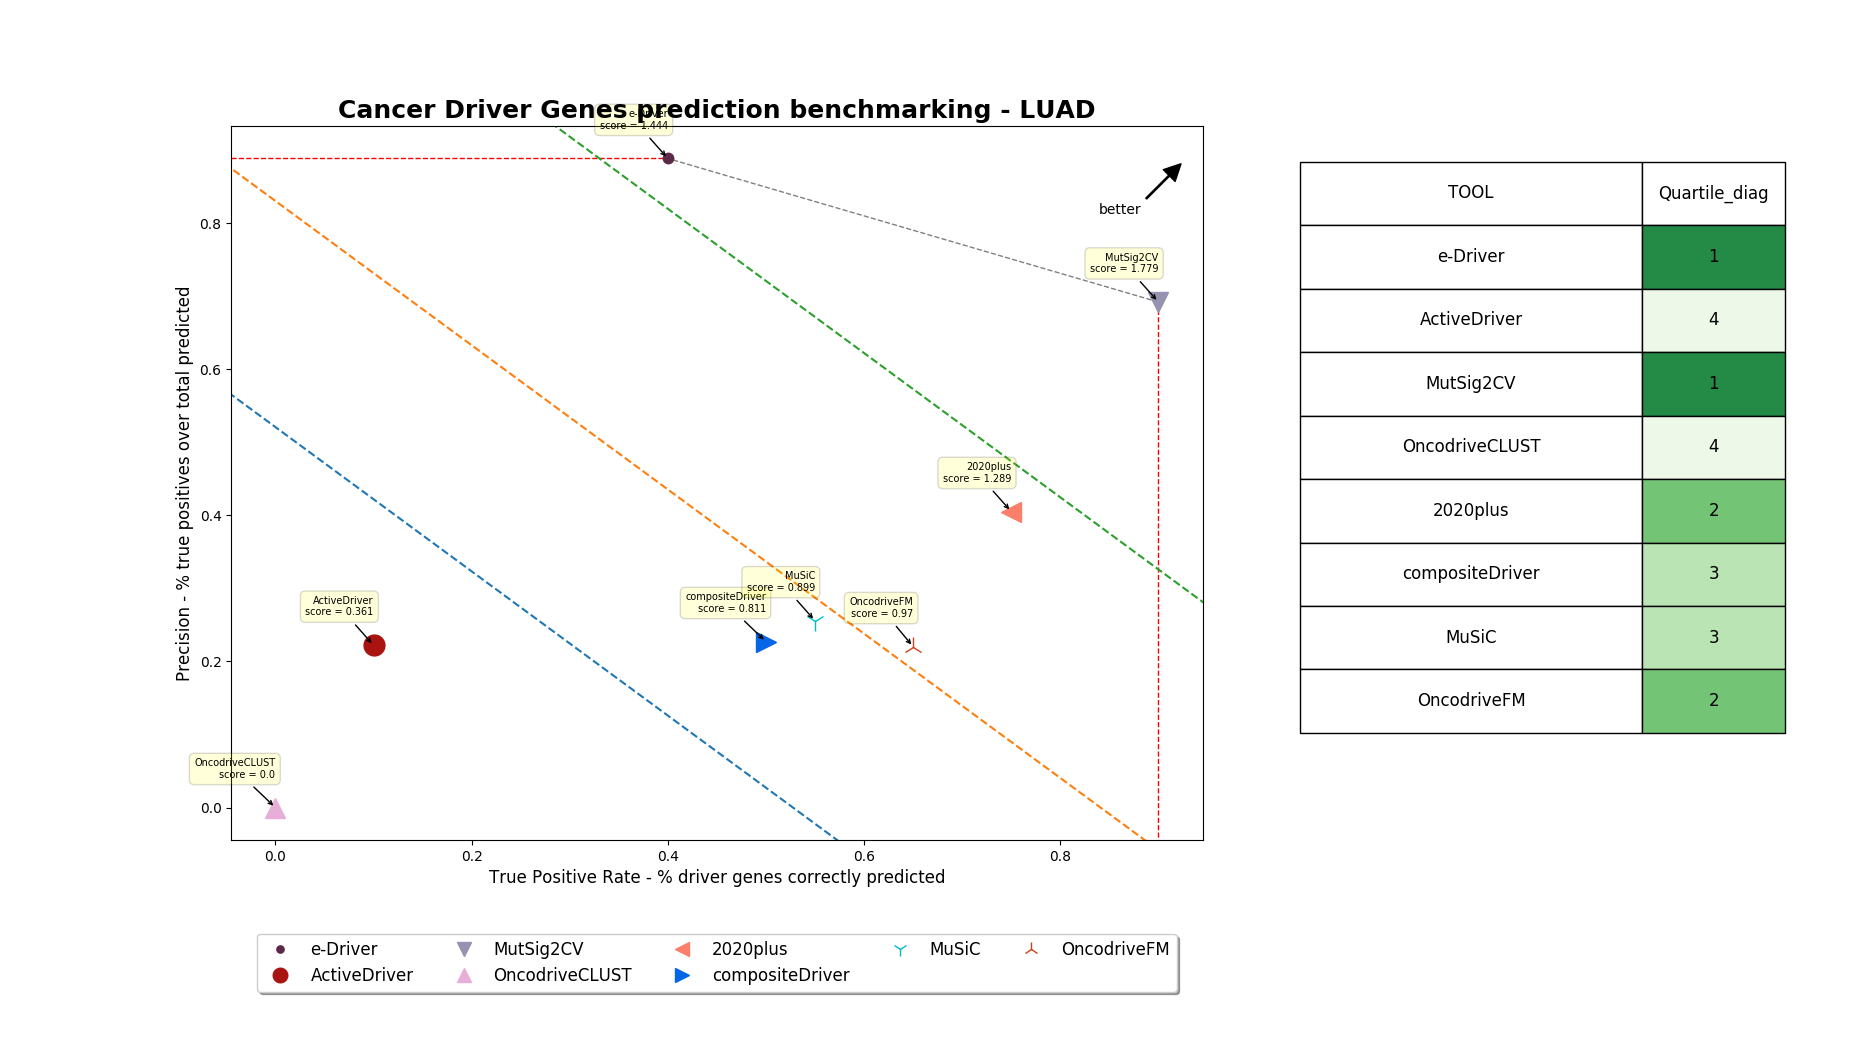 Cancer Driver Genes prediction benchmarking - LUAD
e-Driver
score = 1.444
better
MutSig2CV
score = 1.779
2020plus
score = 1.289
MuSiC
score = 0.899
compositeDriver
score = 0.811
OncodriveFM
score = 0.97
ActiveDriver
score = 0.361
OncodriveCLUST
score = 0.0
Precision - % true positives over total predicted
0.8
0.6
0.4
0.2
0.0
0.0 0.2 0.4 0.6 0.8
True Positive Rate - % driver genes correctly predicted
e-Driver MutSig2CV 2020plus MuSiC OncodriveFM
ActiveDriver OncodriveCLUST compositeDriver
TOOL Quartile_diag
e-Driver 1
ActiveDriver 4
MutSig2CV 1
OncodriveCLUST 4
2020plus 2
compositeDriver 3
MuSiC 3
OncodriveFM 2